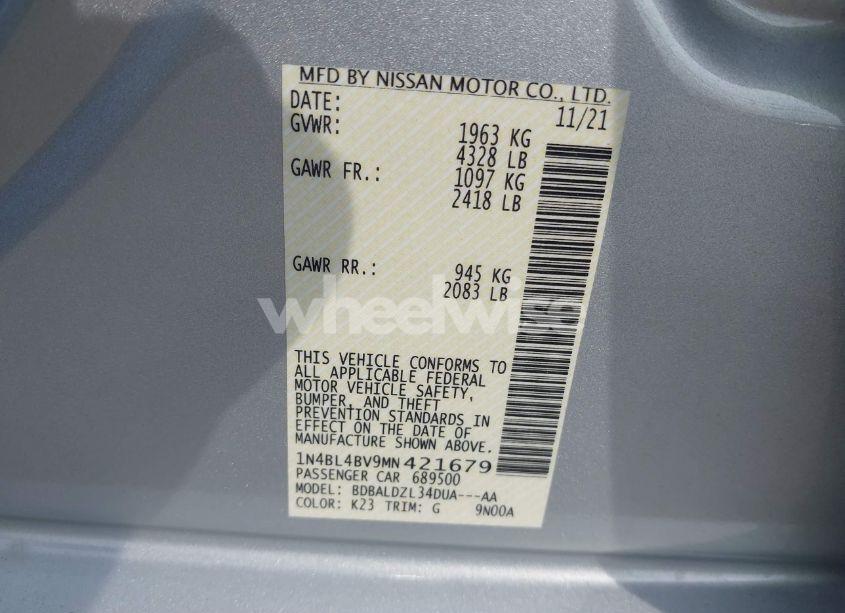 MFD BY NISSAN MOTOR CO., LTD.
DATE: 11/21
GVWR: 1963 KG
4328 LB
GAWR FR.: 1097 KG
2418 LB
GAWR RR.: 945 KG
2083 LB
wheelwise
THIS VEHICLE CONFORMS TO
ALL APPLICABLE FEDERAL
MOTOR VEHICLE SAFETY,
BUMPER, AND THEFT
PREVENTION STANDARDS IN
EFFECT ON THE DATE OF
MANUFACTURE SHOWN ABOVE.
1N4BL4BV9MN421679
PASSENGER CAR 689500
MODEL: BDBALDZL34DUA---AA
COLOR: K23 TRIM: G 9N00A